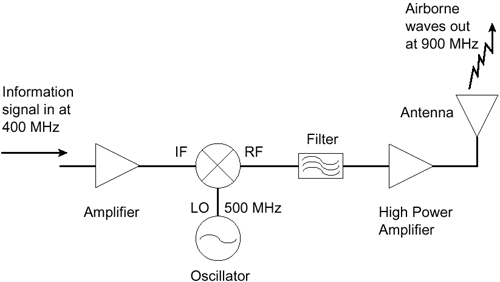 Airborne
waves out
at 900 MHz
Information
signal in at
400 MHz
Antenna
Filter
IF
RF
LO
500 MHz
Amplifier
High Power
Amplifier
Oscillator